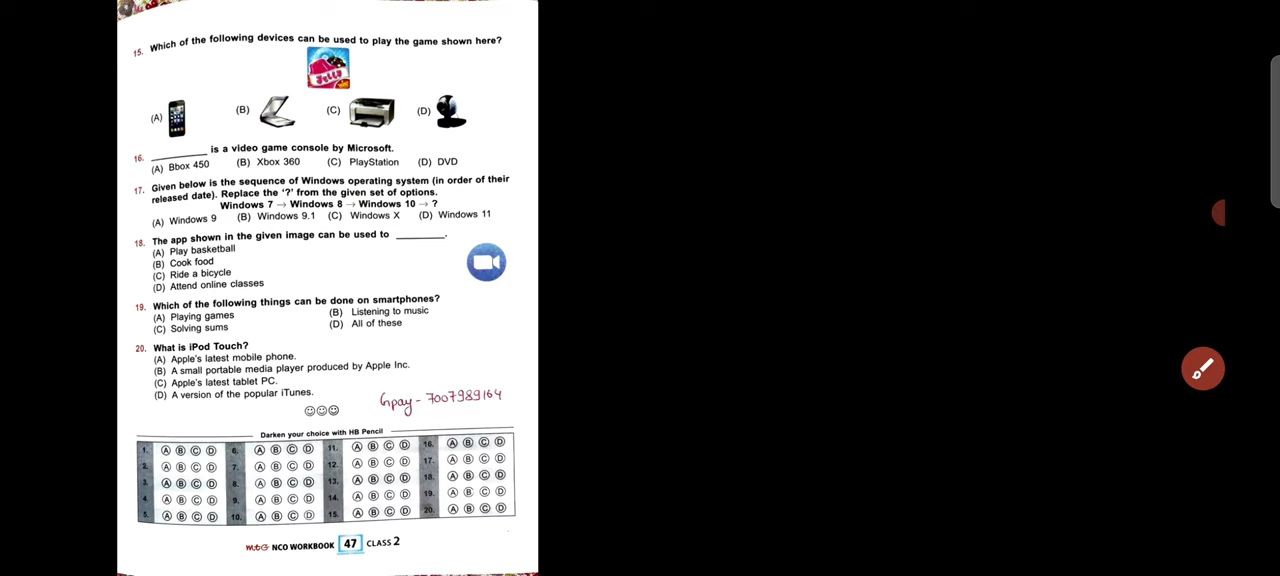 15. Which of the following devices can be used to play the game shown here?
JELLY
(A) (B) (C) (D)
16. ________ is a video game console by Microsoft.
(A) Bbox 450 (B) Xbox 360 (C) PlayStation (D) DVD
17. Given below is the sequence of Windows operating system (in order of their
released date). Replace the '?' from the given set of options.
Windows 7 → Windows 8 → Windows 10 → ?
(A) Windows 9 (B) Windows 9.1 (C) Windows X (D) Windows 11
18. The app shown in the given image can be used to ________.
(A) Play basketball
(B) Cook food
(C) Ride a bicycle
(D) Attend online classes
19. Which of the following things can be done on smartphones?
(A) Playing games (B) Listening to music
(C) Solving sums (D) All of these
20. What is iPod Touch?
(A) Apple's latest mobile phone.
(B) A small portable media player produced by Apple Inc.
(C) Apple's latest tablet PC.
(D) A version of the popular iTunes.
Gpay - 7007989164
Darken your choice with HB Pencil
1. A B C D 6. A B C D 11. A B C D 16. A B C D
2. A B C D 7. A B C D 12. A B C D 17. A B C D
3. A B C D 8. A B C D 13. A B C D 18. A B C D
4. A B C D 9. A B C D 14. A B C D 19. A B C D
5. A B C D 10. A B C D 15. A B C D 20. A B C D
MtG NCO WORKBOOK 47 CLASS 2